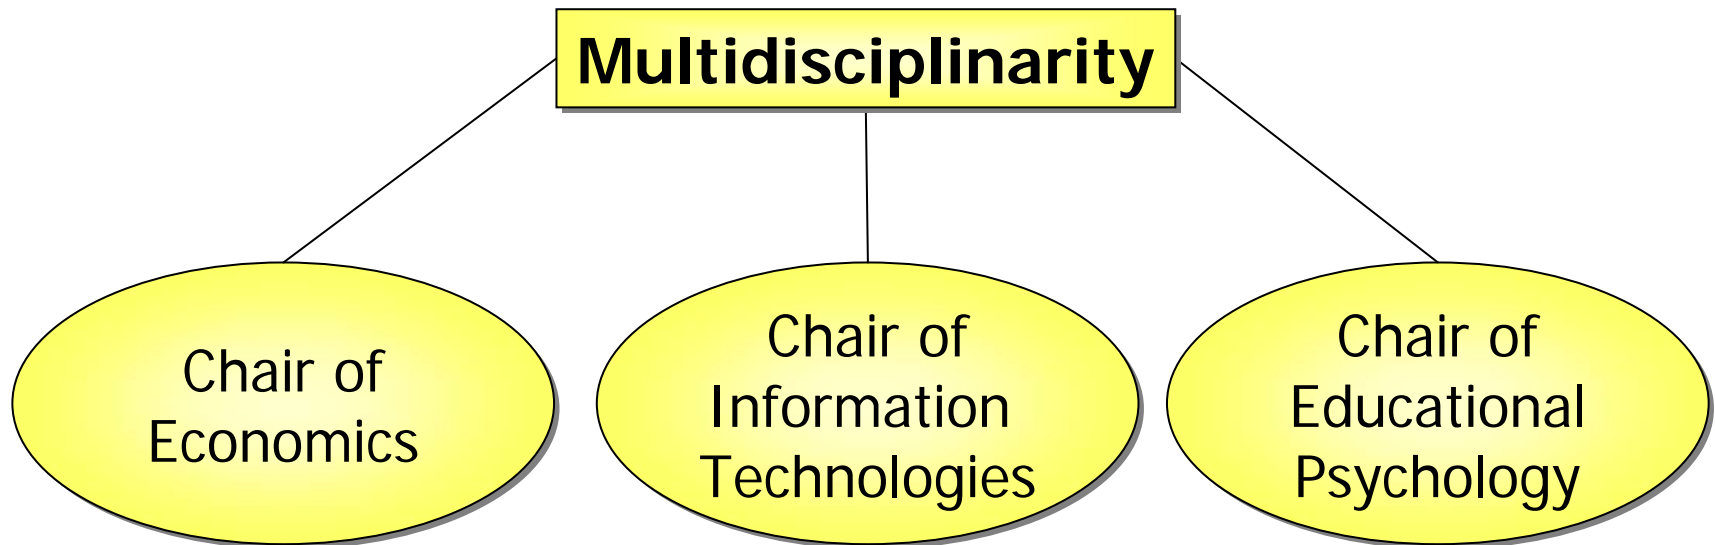 Multidisciplinarity
Chair of
Economics
Chair of
Information
Technologies
Chair of
Educational
Psychology